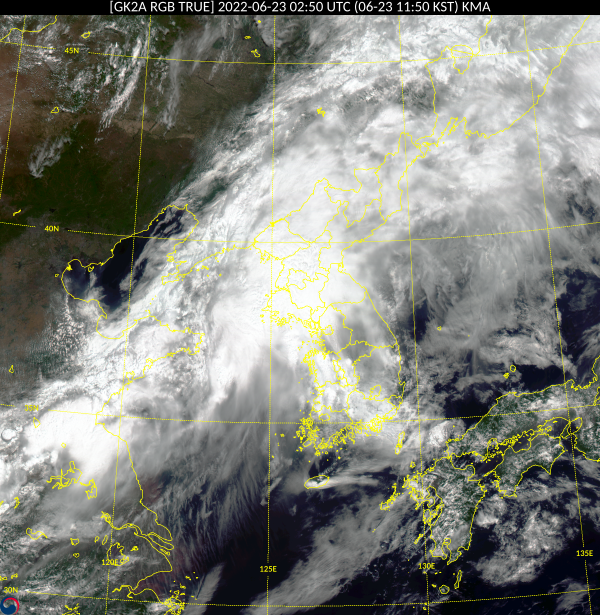 [GK2A RGB TRUE] 2022-06-23 02:50 UTC (06-23 11:50 KST) KMA
45N
40N
120E
125E
130E
135E
30N